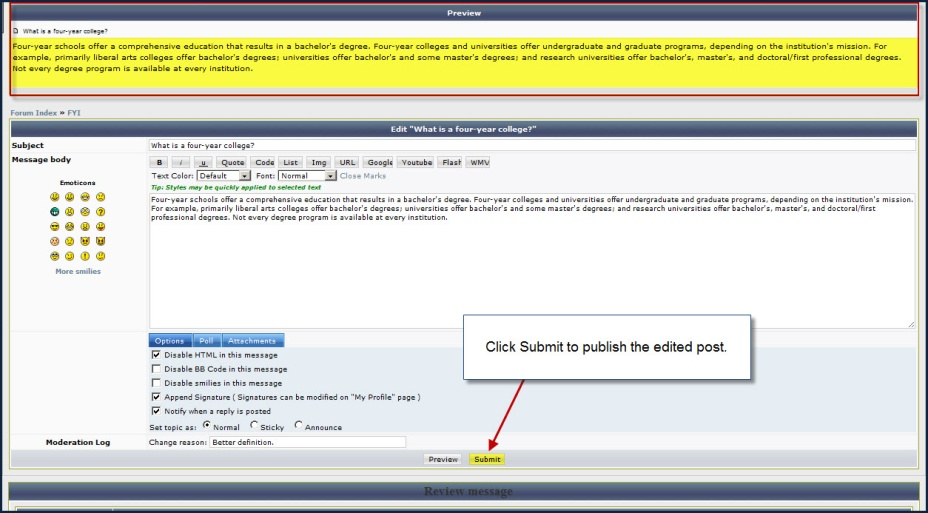 Preview
What is a four-year college?
Four-year schools offer a comprehensive education that results in a bachelor's degree. Four-year colleges and universities offer undergraduate and graduate programs, depending on the institution's mission. For
example, primarily liberal arts colleges offer bachelor's degrees; universities offer bachelor's and some master's degrees; and research universities offer bachelor's, master's, and doctoral/first professional degrees.
Not every degree program is available at every institution.
Forum Index » FYI
Edit "What is a four-year college?"
Subject What is a four-year college?
Message body B i u Quote Code List Img URL Google Youtube Flash WMV
Text Color: Default Font: Normal Close Marks
Emoticons
Tip: Styles may be quickly applied to selected text
Four-year schools offer a comprehensive education that results in a bachelor's degree. Four-year colleges and universities offer undergraduate and graduate programs, depending on the institution's mission.
For example, primarily liberal arts colleges offer bachelor's degrees; universities offer bachelor's and some master's degrees; and research universities offer bachelor's, master's, and doctoral/first
professional degrees. Not every degree program is available at every institution.
More smilies
Click Submit to publish the edited post.
Options Poll Attachments
Disable HTML in this message
Disable BB Code in this message
Disable smilies in this message
Append Signature ( Signatures can be modified on "My Profile" page )
Notify when a reply is posted
Set topic as: Normal Sticky Announce
Moderation Log Change reason: Better definition.
Preview Submit
Review message